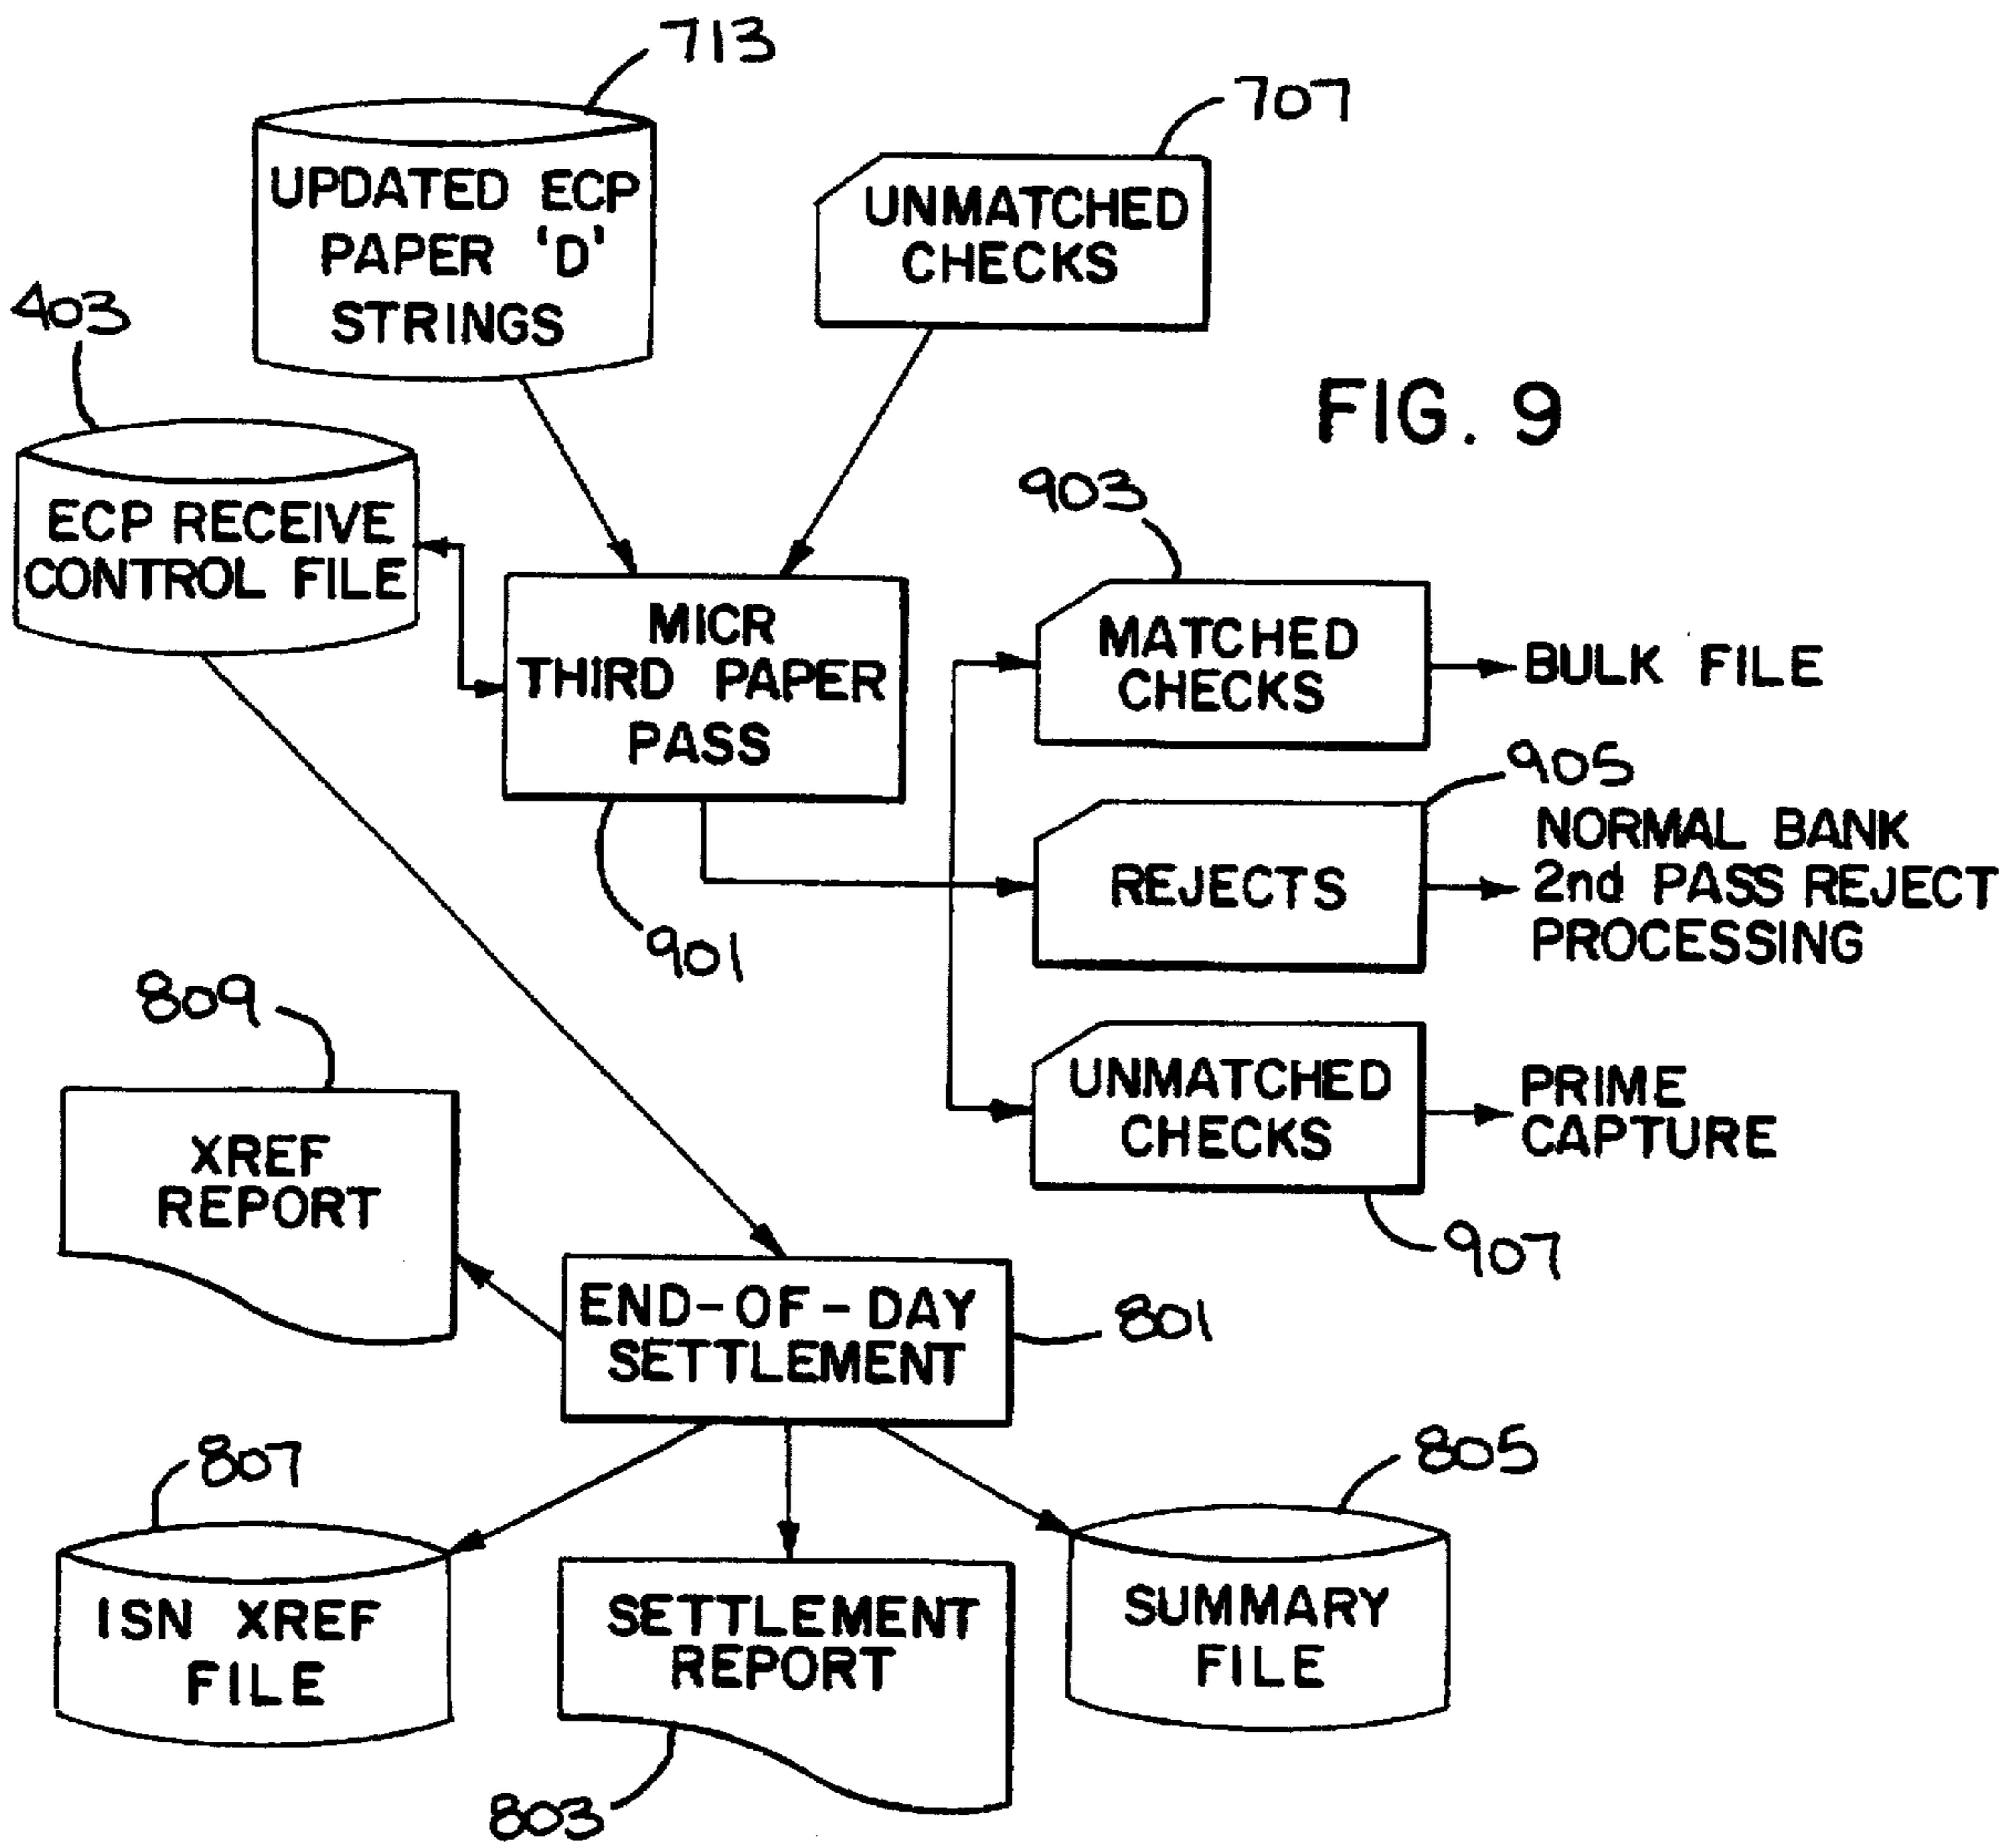 713
707
UPDATED ECP
PAPER 'D'
STRINGS
UNMATCHED
CHECKS
403
FIG. 9
ECP RECEIVE
CONTROL FILE
903
MICR
THIRD PAPER
PASS
MATCHED
CHECKS
BULK FILE
905
REJECTS
NORMAL BANK
2nd PASS REJECT
PROCESSING
901
809
UNMATCHED
CHECKS
PRIME
CAPTURE
XREF
REPORT
907
END-OF-DAY
SETTLEMENT
801
807
805
ISN XREF
FILE
SETTLEMENT
REPORT
SUMMARY
FILE
803